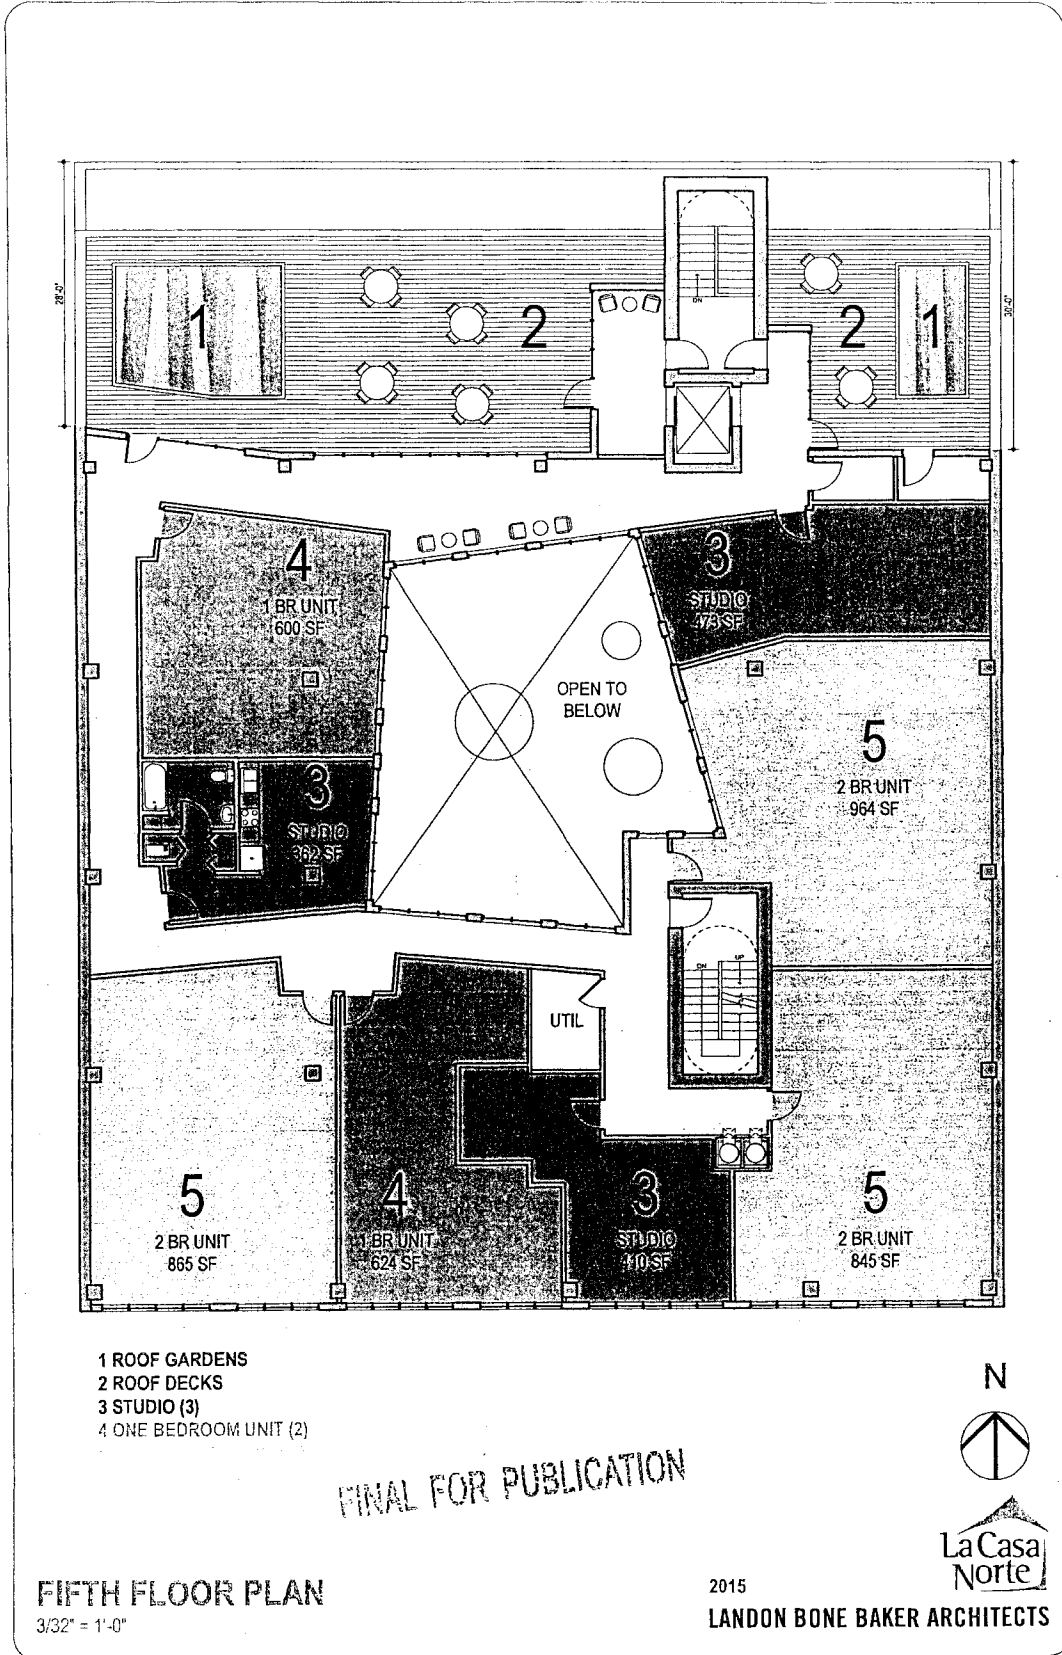 28'-0"
30'-0"
1
2
DN
2
1
4
1 BR UNIT
600 SF
3
STUDIO
473 SF
OPEN TO
BELOW
5
2 BR UNIT
964 SF
3
STUDIO
362 SF
DN
UP
UTIL
5
2 BR UNIT
865 SF
4
1 BR UNIT
624 SF
3
STUDIO
410 SF
5
2 BR UNIT
845 SF
1 ROOF GARDENS
2 ROOF DECKS
3 STUDIO (3)
4 ONE BEDROOM UNIT (2)
N
FINAL FOR PUBLICATION
La Casa
Norte
FIFTH FLOOR PLAN
3/32" = 1'-0"
2015
LANDON BONE BAKER ARCHITECTS